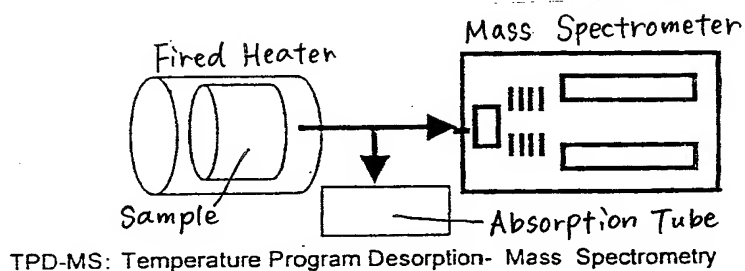 Mass Spectrometer
Fired Heater
Sample
Absorption Tube
TPD-MS: Temperature Program Desorption- Mass Spectrometry